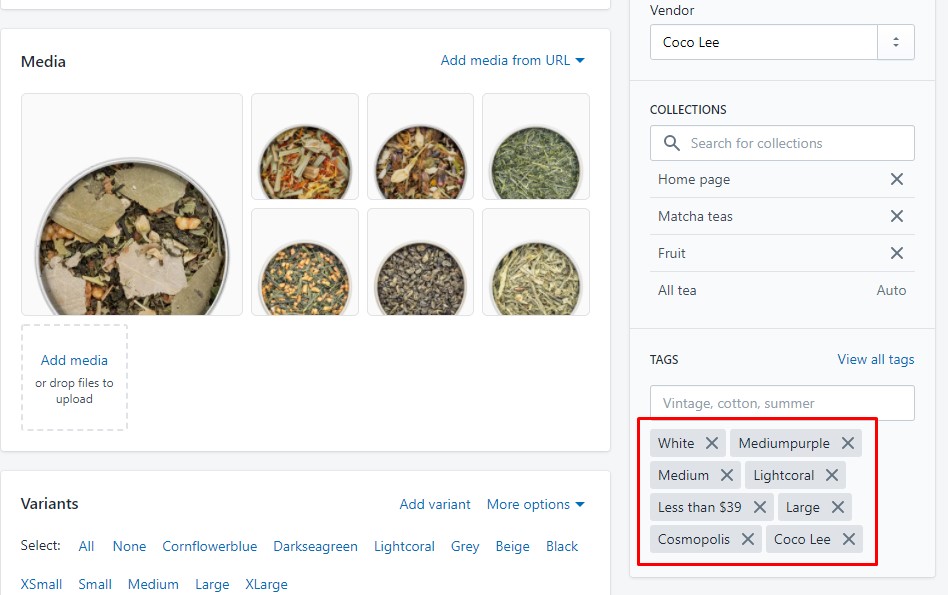 Media
Add media from URL
Add media
or drop files to
upload
Variants
Add variant
More options
Select: All None Cornflowerblue Darkseagreen Lightcoral Grey Beige Black
XSmall Small Medium Large XLarge
Vendor
Coco Lee
COLLECTIONS
Search for collections
Home page
Matcha teas
Fruit
All tea Auto
TAGS View all tags
Vintage, cotton, summer
White Mediumpurple
Medium Lightcoral
Less than $39 Large
Cosmopolis Coco Lee